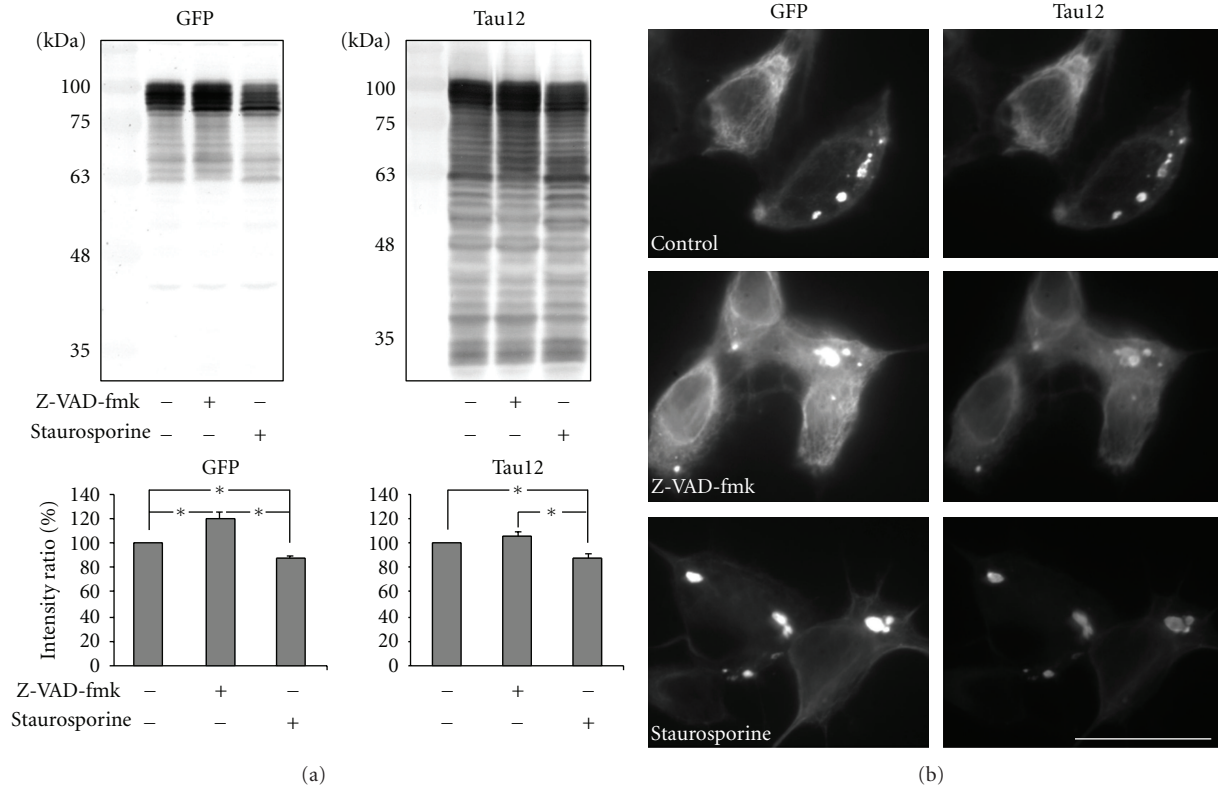 GFP
Tau12
(kDa)
(kDa)
100
75
63
48
35
100
75
63
48
35
Z-VAD-fmk − + −
− + −
Staurosporine − − +
− − +
GFP
Tau12
Intensity ratio (%)
140
120
100
80
60
40
20
0
∗
∗ ∗
140
120
100
80
60
40
20
0
∗
∗
Z-VAD-fmk − + −
− + −
Staurosporine − − +
− − +
(a)
GFP
Tau12
Control
Z-VAD-fmk
Staurosporine
(b)